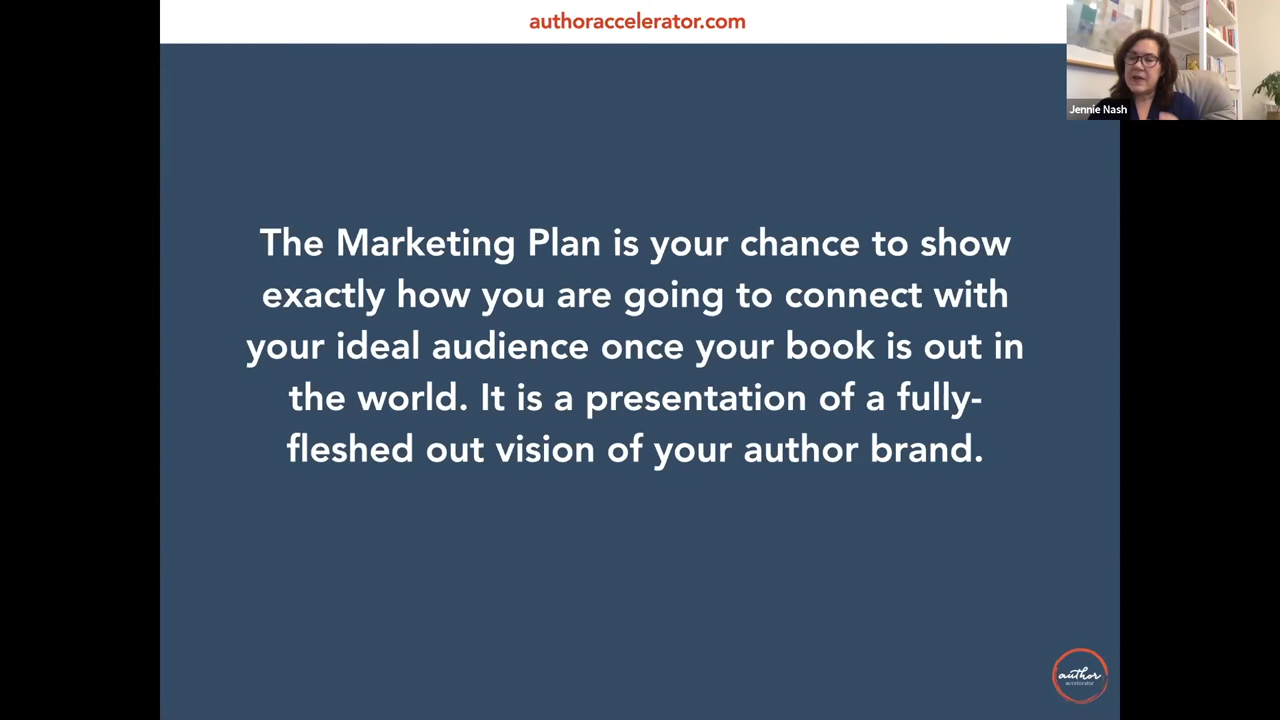 authoraccelerator.com
Jennie Nash
The Marketing Plan is your chance to show
exactly how you are going to connect with
your ideal audience once your book is out in
the world. It is a presentation of a fully-
fleshed out vision of your author brand.
author
accelerator